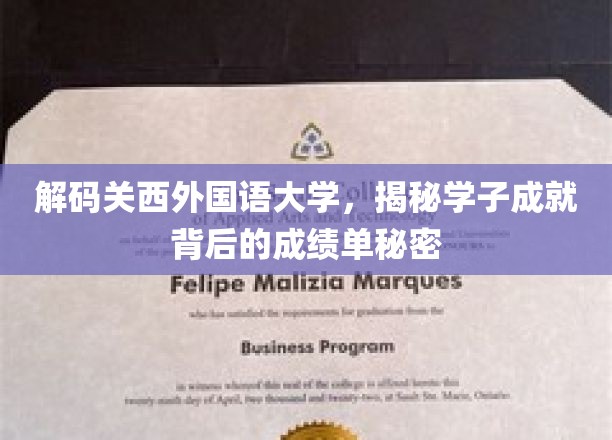 解码关西外国语大学，揭秘学子成就
of Applied Arts and Technology
背后的成绩单秘密
Felipe Malizia Marques
who has satisfied the requirements for graduation from the
Business Program
in witness whereof this seal of the college is offered hereto this
twenty-ninth day of April, two thousand and twenty-two, at Sault Ste. Marie, Ontario.